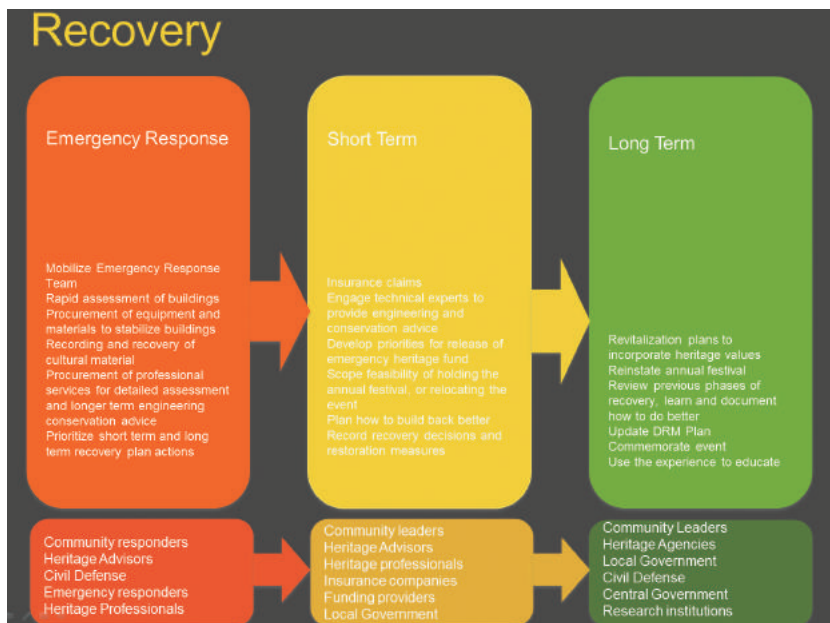 Recovery
Emergency Response
Mobilize Emergency Response
Team
Rapid assessment of buildings
Procurement of equipment and
materials to stabilize buildings
Recording and recovery of
cultural material
Procurement of professional
services for detailed assessment
and longer term engineering
conservation advice
Prioritize short term and long
term recovery plan actions
Short Term
Insurance claims
Engage technical experts to
provide engineering and
conservation advice
Develop priorities for release of
emergency heritage fund
Scope feasibility of holding the
annual festival, or relocating the
event
Plan how to build back better
Record recovery decisions and
restoration measures
Long Term
Revitalization plans to
incorporate heritage values
Reinstate annual festival
Review previous phases of
recovery, learn and document
how to do better
Update DRM Plan
Commemorate event
Use the experience to educate
Community responders
Heritage Advisors
Civil Defense
Emergency responders
Heritage Professionals
Community leaders
Heritage Advisors
Heritage professionals
Insurance companies
Funding providers
Local Government
Community Leaders
Heritage Agencies
Local Government
Civil Defense
Central Government
Research institutions